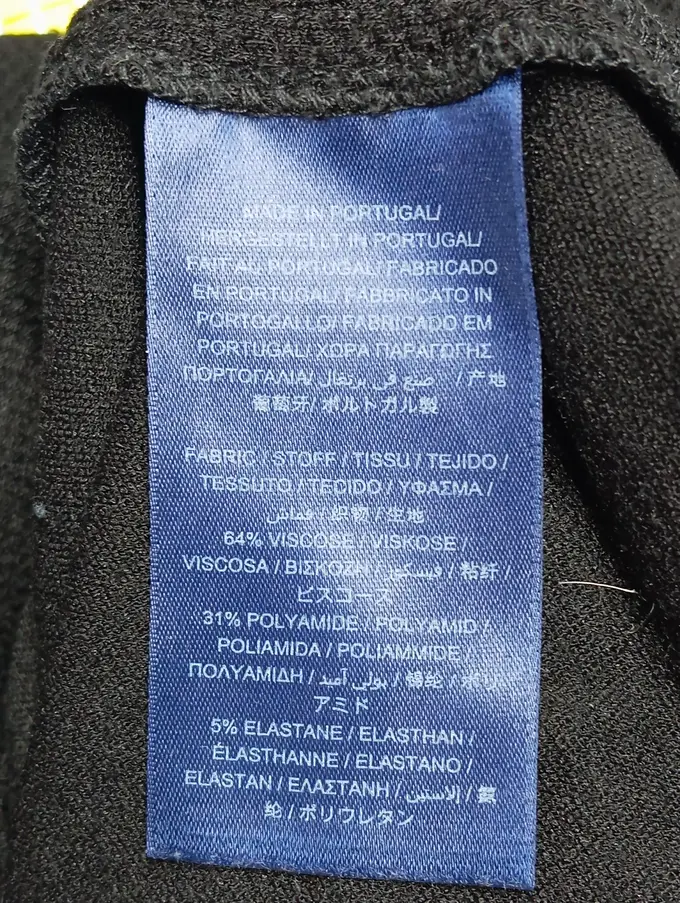 MADE IN PORTUGAL/
HERGESTELLT IN PORTUGAL/
FAIT AU PORTUGAL/ FABRICADO
EN PORTUGAL/ FABBRICATO IN
PORTOGALLO/ FABRICADO EM
PORTUGAL/ ΧΩΡΑ ΠΑΡΑΓΩΓΗΣ
ΠΟΡΤΟΓΑΛΙΑ/ صنع في برتغال / 产地
葡萄牙/ ポルトガル製
FABRIC / STOFF / TISSU / TEJIDO /
TESSUTO / TECIDO / ΥΦΑΣΜΑ /
قماش / 织物 / 生地
64% VISCOSE / VISKOSE /
VISCOSA / ΒΙΣΚΟΖΗ / فيسكوز / 粘纤 /
ビスコース
31% POLYAMIDE / POLYAMID /
POLIAMIDA / POLIAMMIDE /
ΠΟΛΥΑΜΙΔΗ / بولي أميد / 锦纶 / ポリ
アミド
5% ELASTANE / ELASTHAN /
ÉLASTHANNE / ELASTANO /
ELASTAN / ΕΛΑΣΤΑΝΗ / إلاستين / 氨
纶 / ポリウレタン